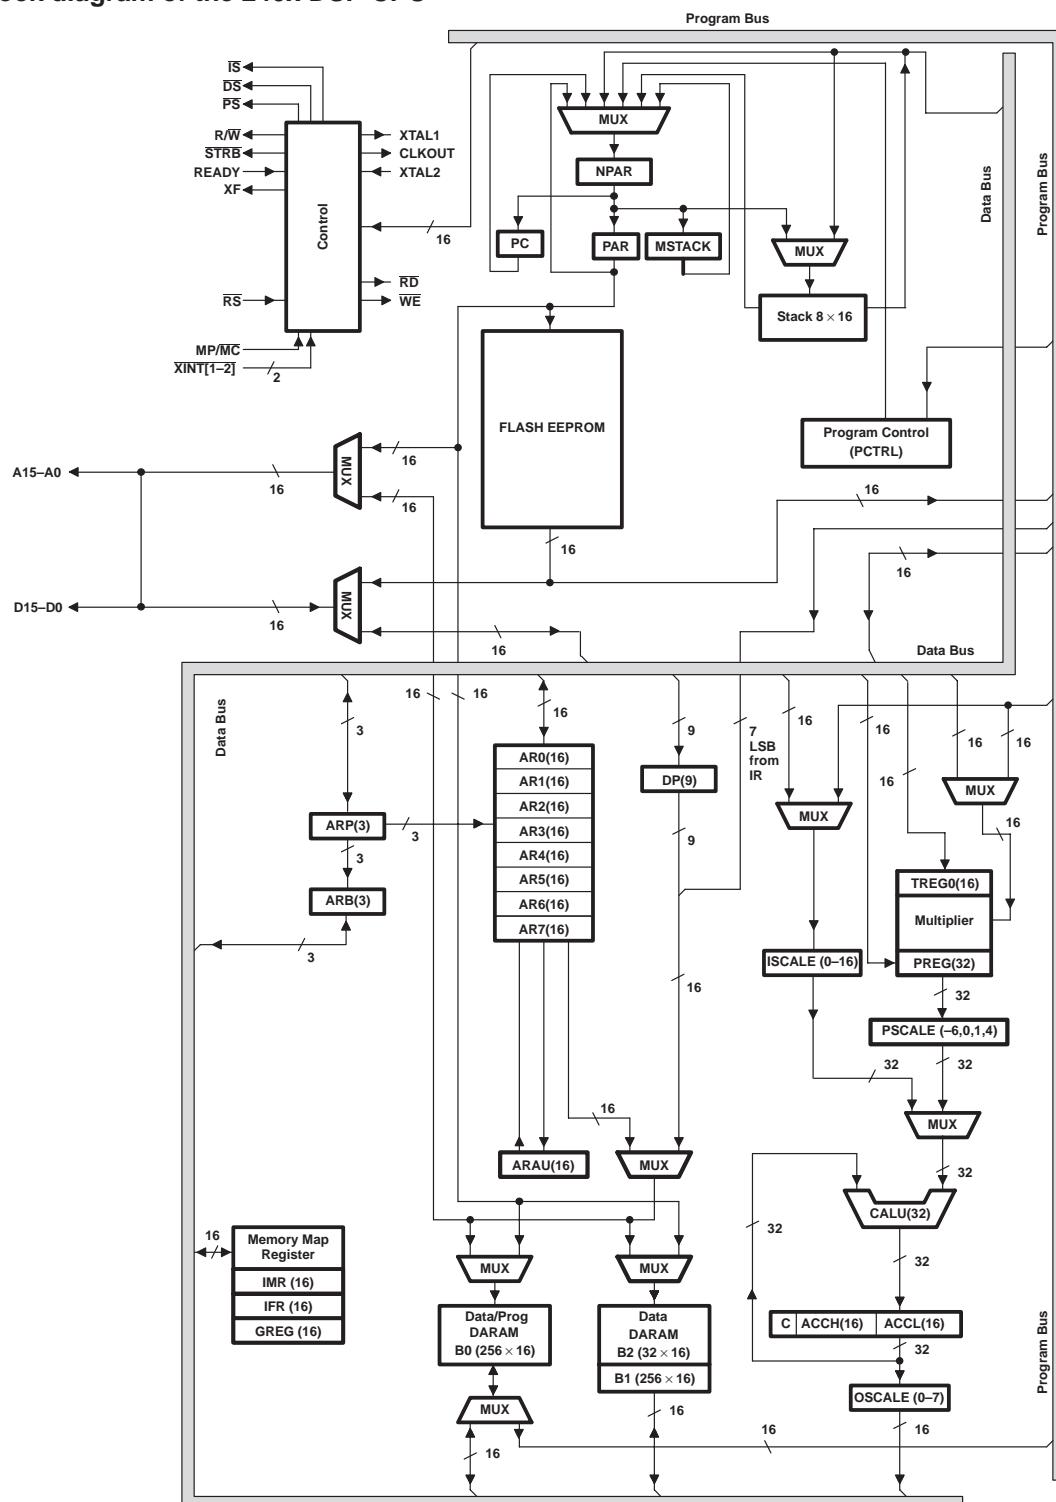 Program Bus
IS
DS
PS
R/W
STRB
READY
XF
RS
MP/MC
XINT[1–2]
2
Control
XTAL1
CLKOUT
XTAL2
16
RD
WE
MUX
NPAR
PC
PAR
MSTACK
MUX
Stack 8 × 16
Data Bus
Program Bus
FLASH EEPROM
Program Control
(PCTRL)
A15–A0
16
MUX
16
16
16
16
D15–D0
16
MUX
16
16
Data Bus
Data Bus
16
16
3
16
9
7
LSB
from
IR
16
16
16
16
16
AR0(16)
AR1(16)
AR2(16)
AR3(16)
AR4(16)
AR5(16)
AR6(16)
AR7(16)
DP(9)
9
MUX
MUX
16
ARP(3)
3
3
ARB(3)
3
TREG0(16)
Multiplier
PREG(32)
ISCALE (0–16)
16
32
PSCALE (–6,0,1,4)
32
32
MUX
16
ARAU(16)
MUX
32
CALU(32)
32
32
16
Memory Map
Register
IMR (16)
IFR (16)
GREG (16)
MUX
MUX
Data/Prog
DARAM
B0 (256 × 16)
Data
DARAM
B2 (32 × 16)
B1 (256 × 16)
C
ACCH(16)
ACCL(16)
32
OSCALE (0–7)
MUX
16
16
16
16
Program Bus